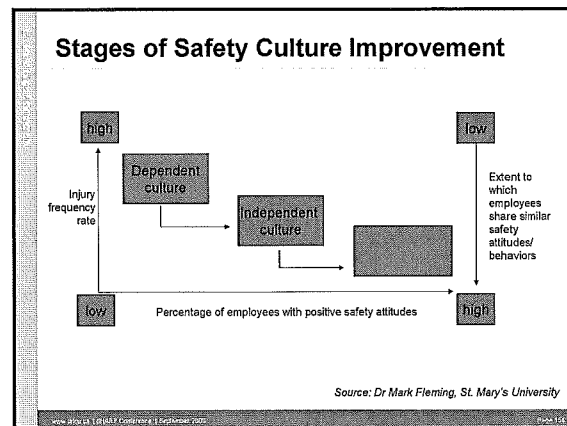 Stages of Safety Culture Improvement
high
low
Dependent
culture
Injury
frequency
rate
Extent to
which
employees
share similar
safety
attitudes/
behaviors
Independent
culture
low
Percentage of employees with positive safety attitudes
high
Source: Dr Mark Fleming, St. Mary's University